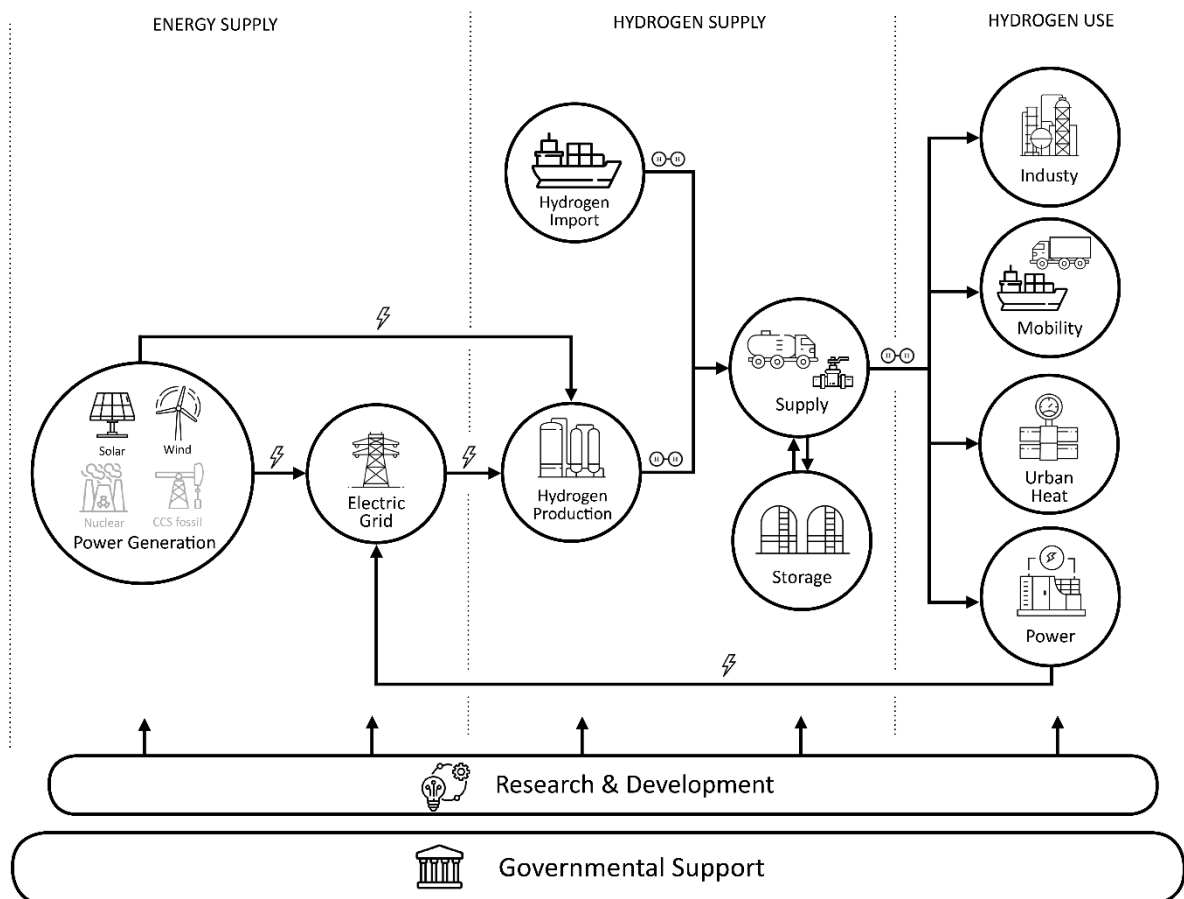 ENERGY SUPPLY
HYDROGEN SUPPLY
HYDROGEN USE
Hydrogen
Import
H H
Industy
Mobility
Solar
Wind
Nuclear
CCS fossil
Power Generation
Electric
Grid
Hydrogen
Production
H H
Supply
H H
Storage
Urban
Heat
Power
Research & Development
Governmental Support